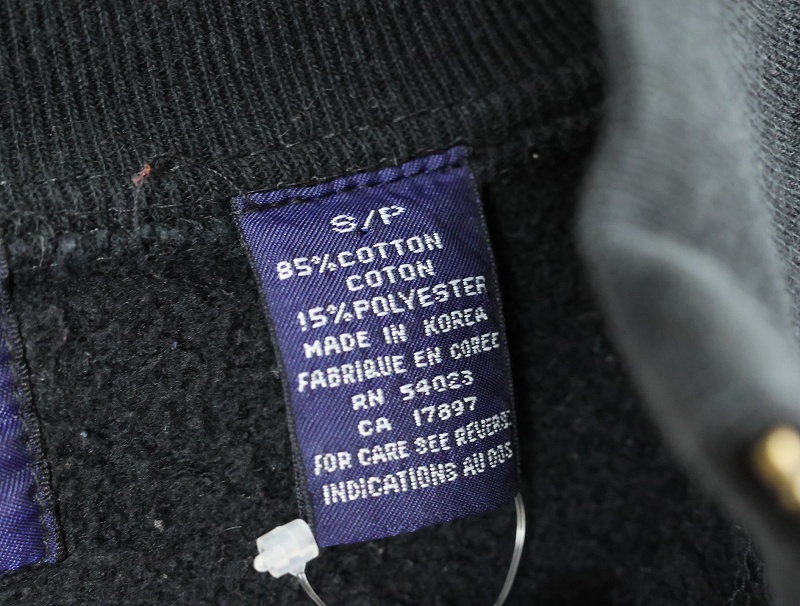 S/P
85%COTTON
COTON
15%POLYESTER
MADE IN KOREA
FABRIQUE EN COREE
RN 54023
CA 17897
FOR CARE SEE REVERSE
INDICATIONS AU DOS